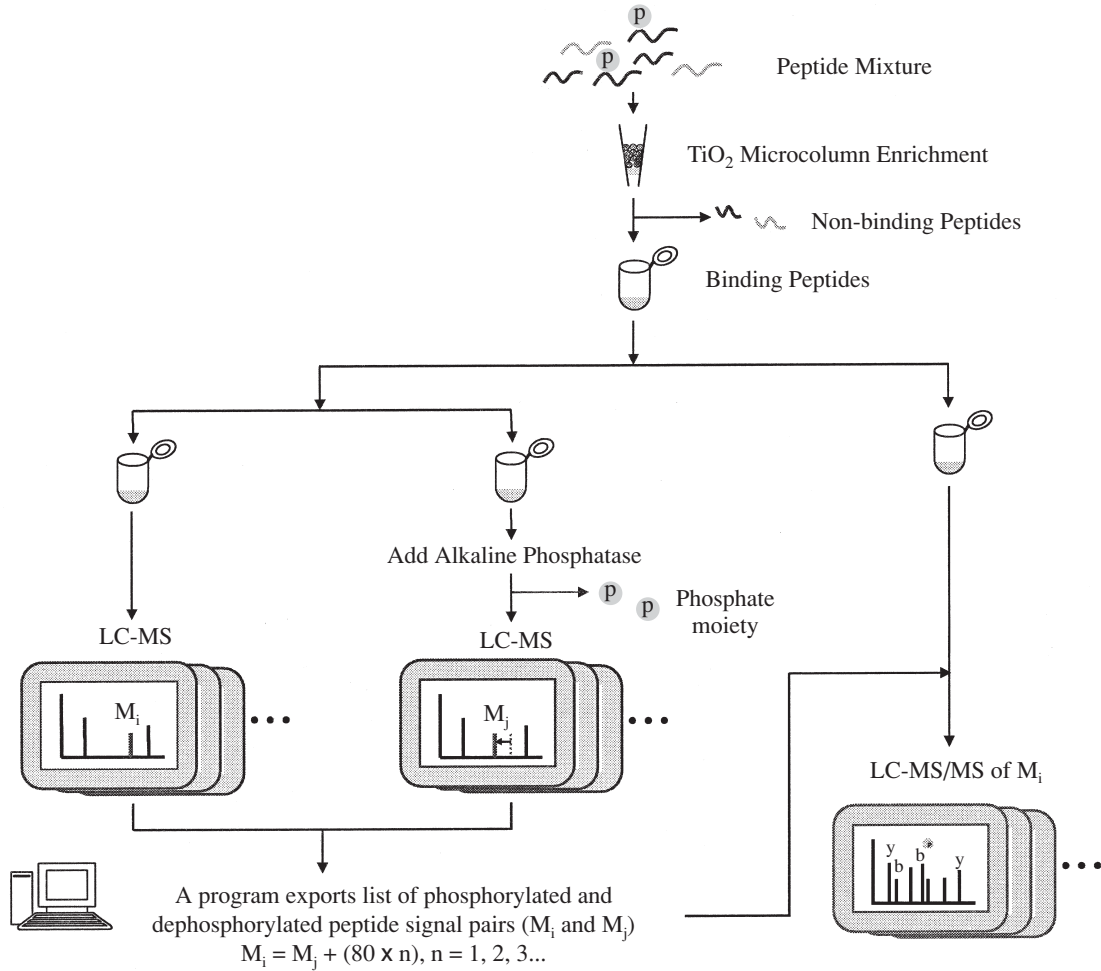 p
p
Peptide Mixture
TiO₂ Microcolumn Enrichment
Non-binding Peptides
Binding Peptides
Add Alkaline Phosphatase
p
p
Phosphate
moiety
LC-MS
LC-MS
Mᵢ
Mⱼ
LC-MS/MS of Mᵢ
y
b
b
y
A program exports list of phosphorylated and
dephosphorylated peptide signal pairs (Mᵢ and Mⱼ)
Mᵢ = Mⱼ + (80 x n), n = 1, 2, 3...